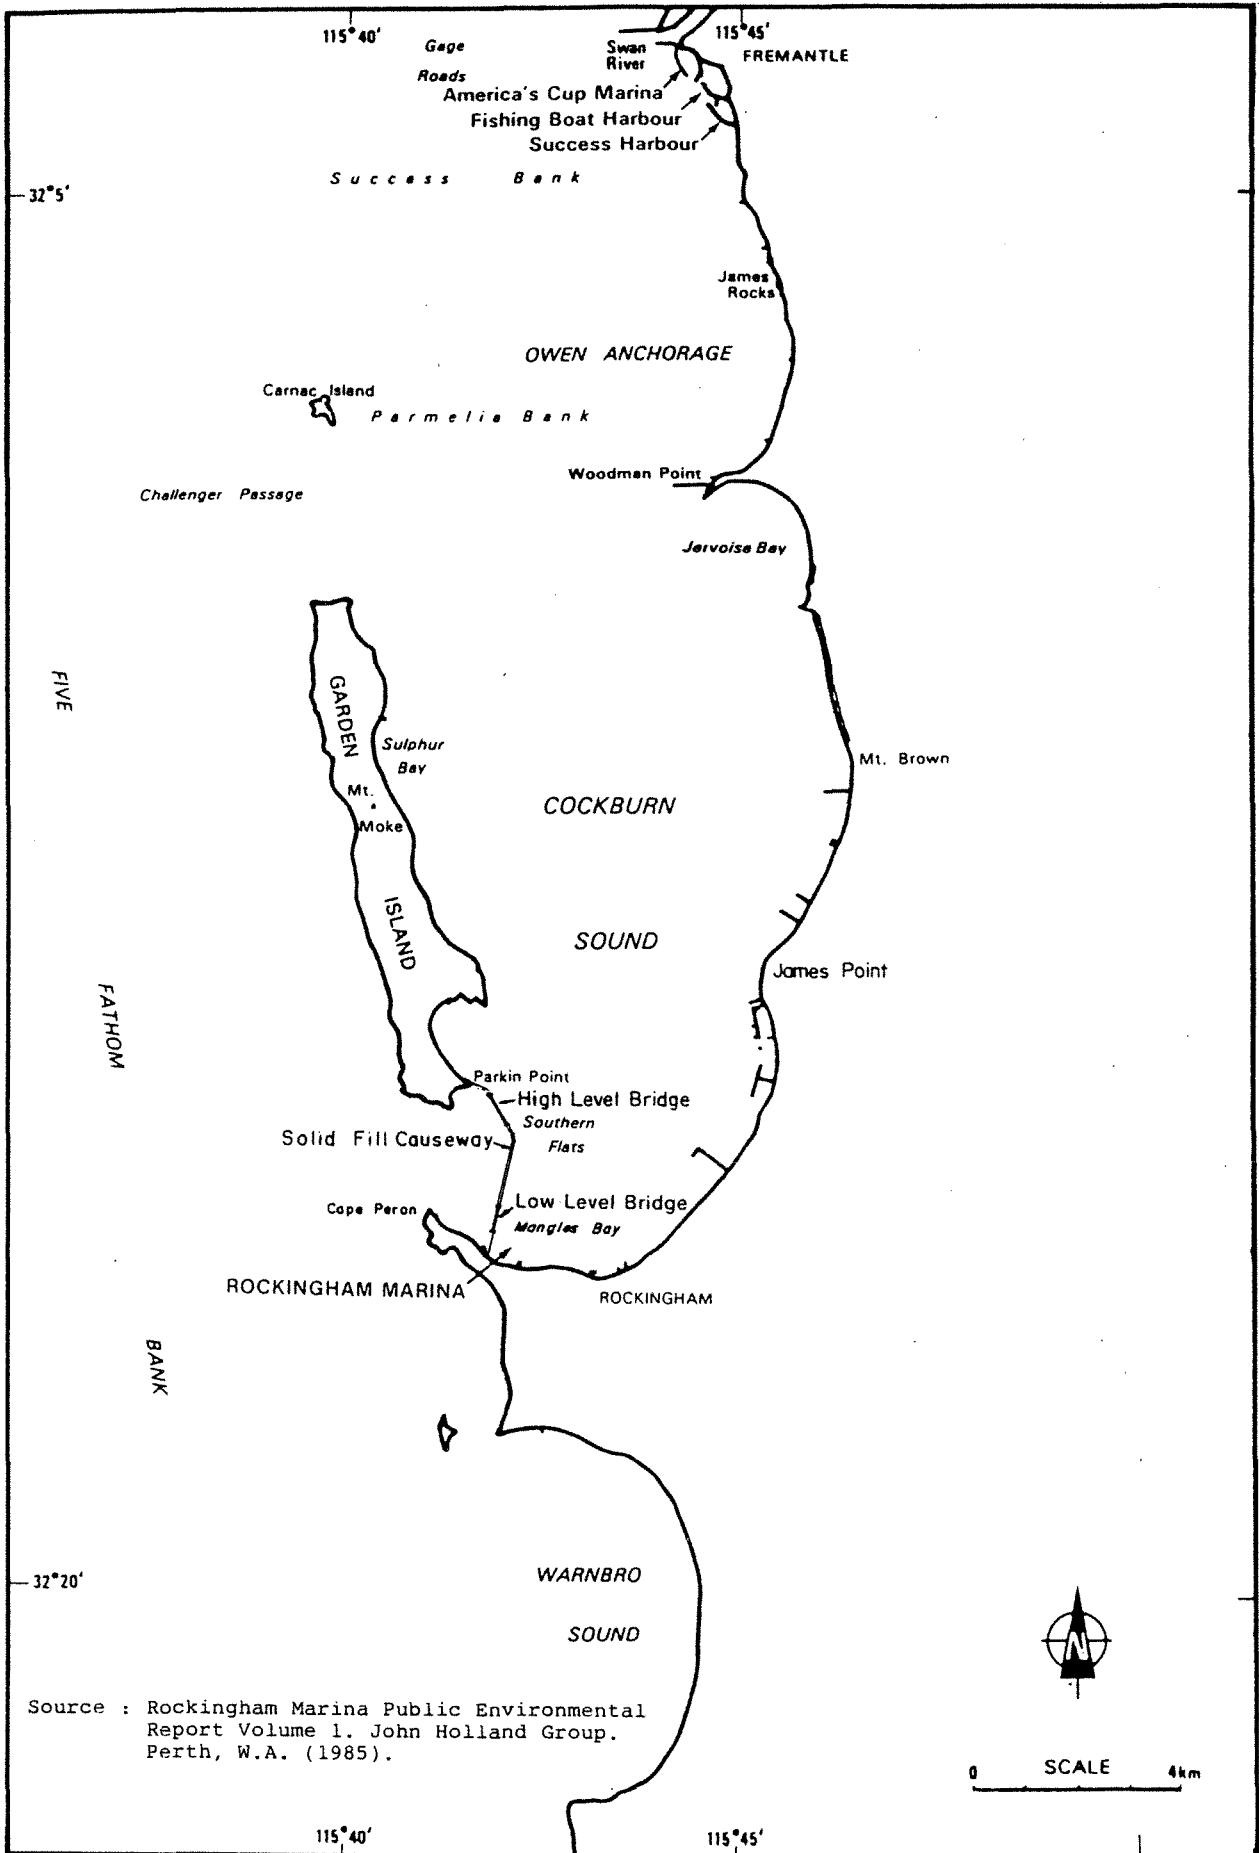 115°40'
115°45'
Gage
Roads
Swan
River
FREMANTLE
America's Cup Marina
Fishing Boat Harbour
Success Harbour
Success Bank
32°5'
James
Rocks
OWEN ANCHORAGE
Carnac Island
Parmelia Bank
Woodman Point
Challenger Passage
Jervoise Bay
FIVE
GARDEN
Sulphur
Bay
Mt. Brown
Mt.
Moke
COCKBURN
ISLAND
SOUND
James Point
FATHOM
Parkin Point
High Level Bridge
Southern
Flats
Solid Fill Causeway
Cape Peron
Low Level Bridge
Mangles Bay
ROCKINGHAM MARINA
ROCKINGHAM
BANK
32°20'
WARNBRO
SOUND
N
Source : Rockingham Marina Public Environmental
Report Volume 1. John Holland Group.
Perth, W.A. (1985).
0 SCALE 4km
115°40'
115°45'